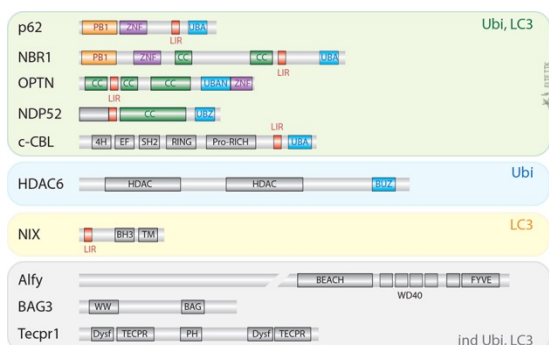 p62 PB1 ZNF LIR UBA Ubi, LC3
NBR1 PB1 ZNF CC CC LIR UBA
OPTN CC LIR CC CC UBAN ZNF
NDP52 CC UBZ
c-CBL 4H EF SH2 RING Pro-RICH LIR UBA
HDAC6 HDAC HDAC BUZ Ubi
NIX LIR BH3 TM LC3
Alfy BEACH WD40 FYVE
BAG3 WW BAG
Tecpr1 Dysf TECPR PH Dysf TECPR
ind Ubi, LC3